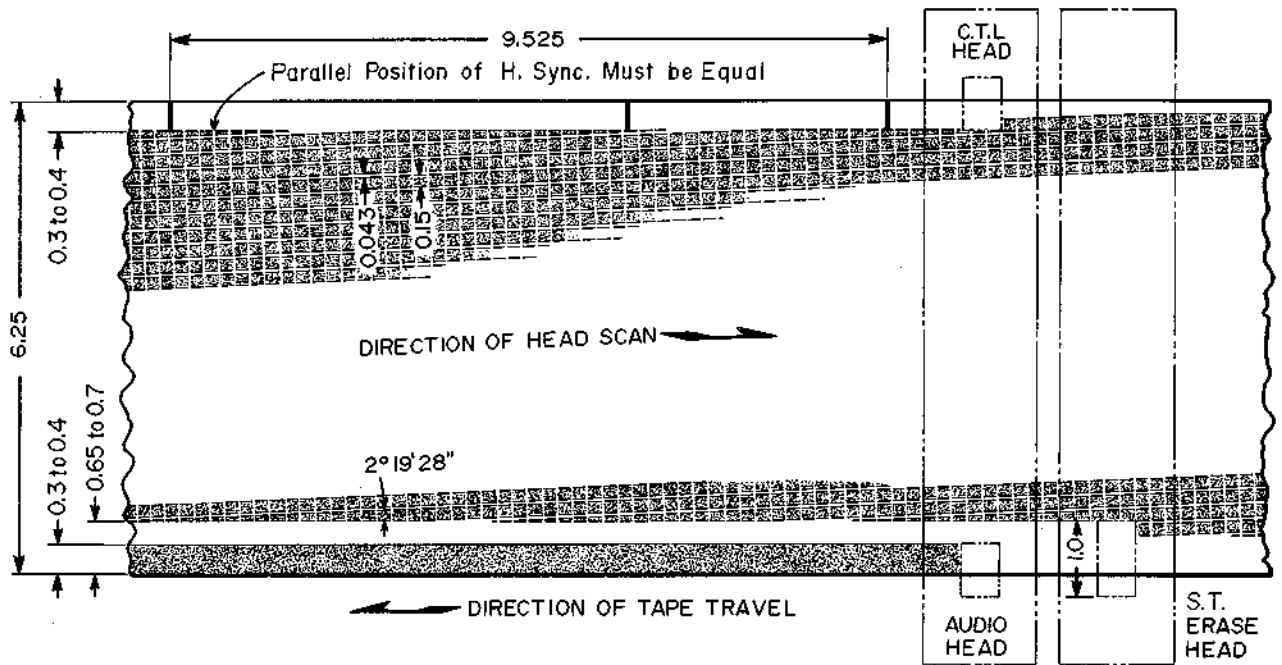 C.T.L
HEAD
9.525
Parallel Position of H. Sync. Must be Equal
0.3 to 0.4
6.25
0.043
0.15
DIRECTION OF HEAD SCAN
0.3 to 0.4
0.65 to 0.7
2°19'28"
1.0
DIRECTION OF TAPE TRAVEL
AUDIO
HEAD
S.T.
ERASE
HEAD